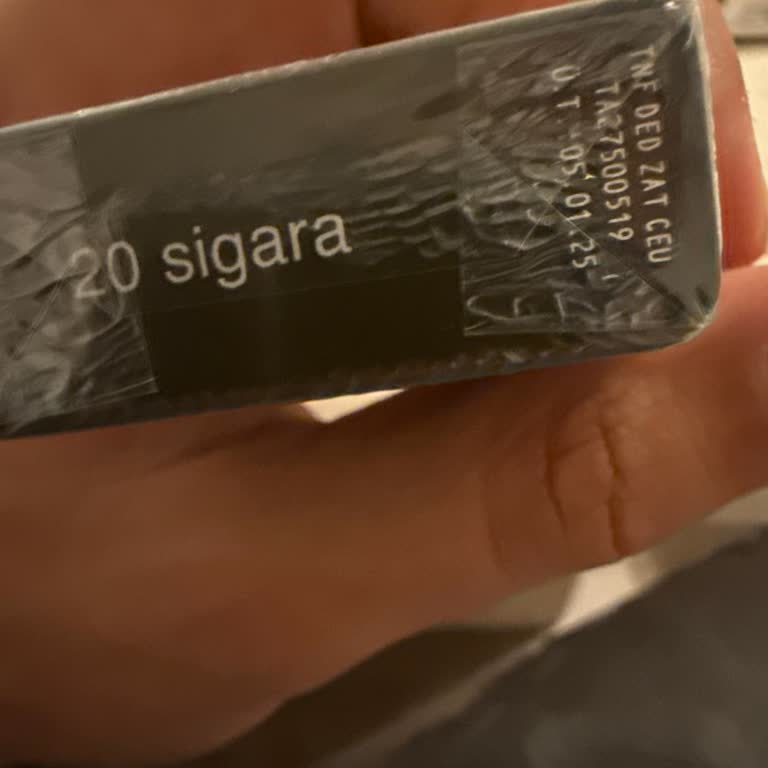 20 sigara
TNF DED ZAT CEU
TA27500519
Ü.T. :05.01.25